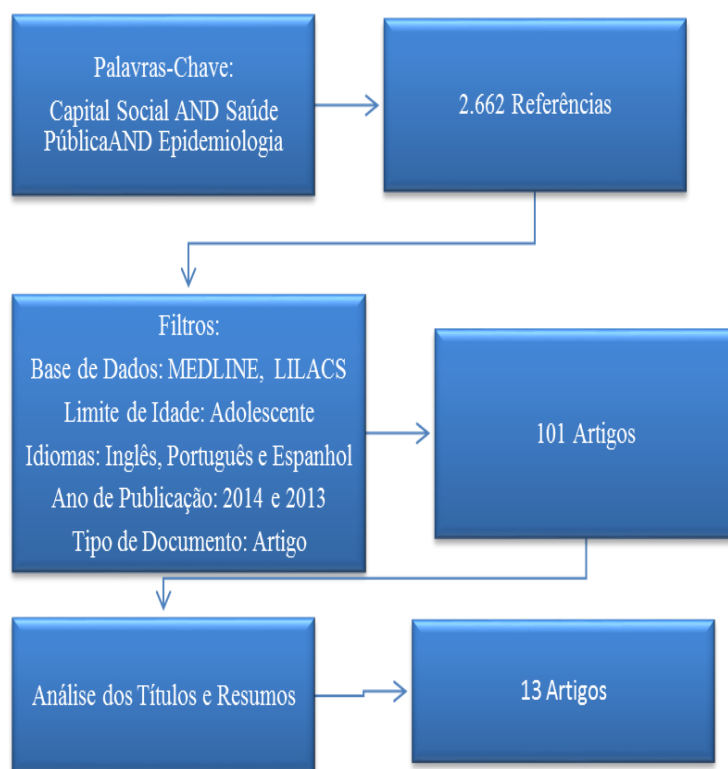 Palavras-Chave:
Capital Social AND Saúde
PúblicaAND Epidemiologia
2.662 Referências
Filtros:
Base de Dados: MEDLINE, LILACS
Limite de Idade: Adolescente
Idiomas: Inglês, Português e Espanhol
Ano de Publicação: 2014 e 2013
Tipo de Documento: Artigo
101 Artigos
Análise dos Títulos e Resumos
13 Artigos